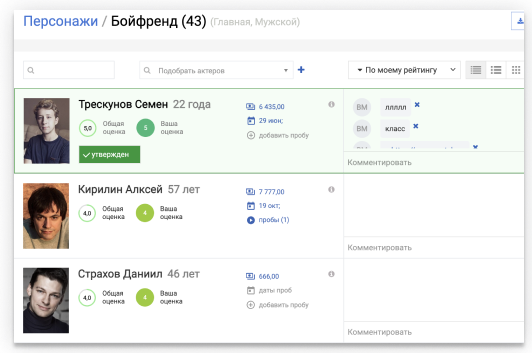 Персонажи / Бойфренд (43) (Главная, Мужской)
Подобрать актеров
По моему рейтингу
Трескунов Семен 22 года
5,0 Общая оценка 5 Ваша оценка
утвержден
6 435,00
29 июн;
добавить пробу
ВМ ллллл
ВМ класс
Комментировать
Кирилин Алксей 57 лет
4,0 Общая оценка 4 Ваша оценка
7 777,00
19 окт;
пробы (1)
Комментировать
Страхов Даниил 46 лет
4,0 Общая оценка 4 Ваша оценка
666,00
даты проб
добавить пробу
Комментировать